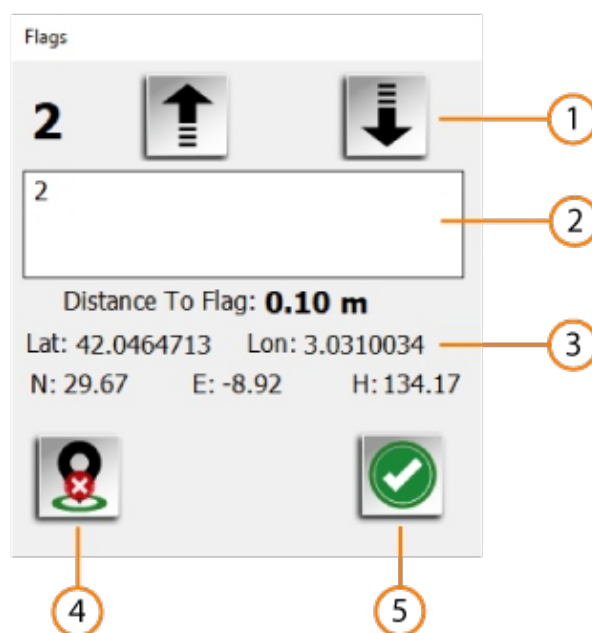 Flags
2
1
2
2
Distance To Flag: 0.10 m
Lat: 42.0464713 Lon: 3.0310034
3
N: 29.67 E: -8.92 H: 134.17
4 5